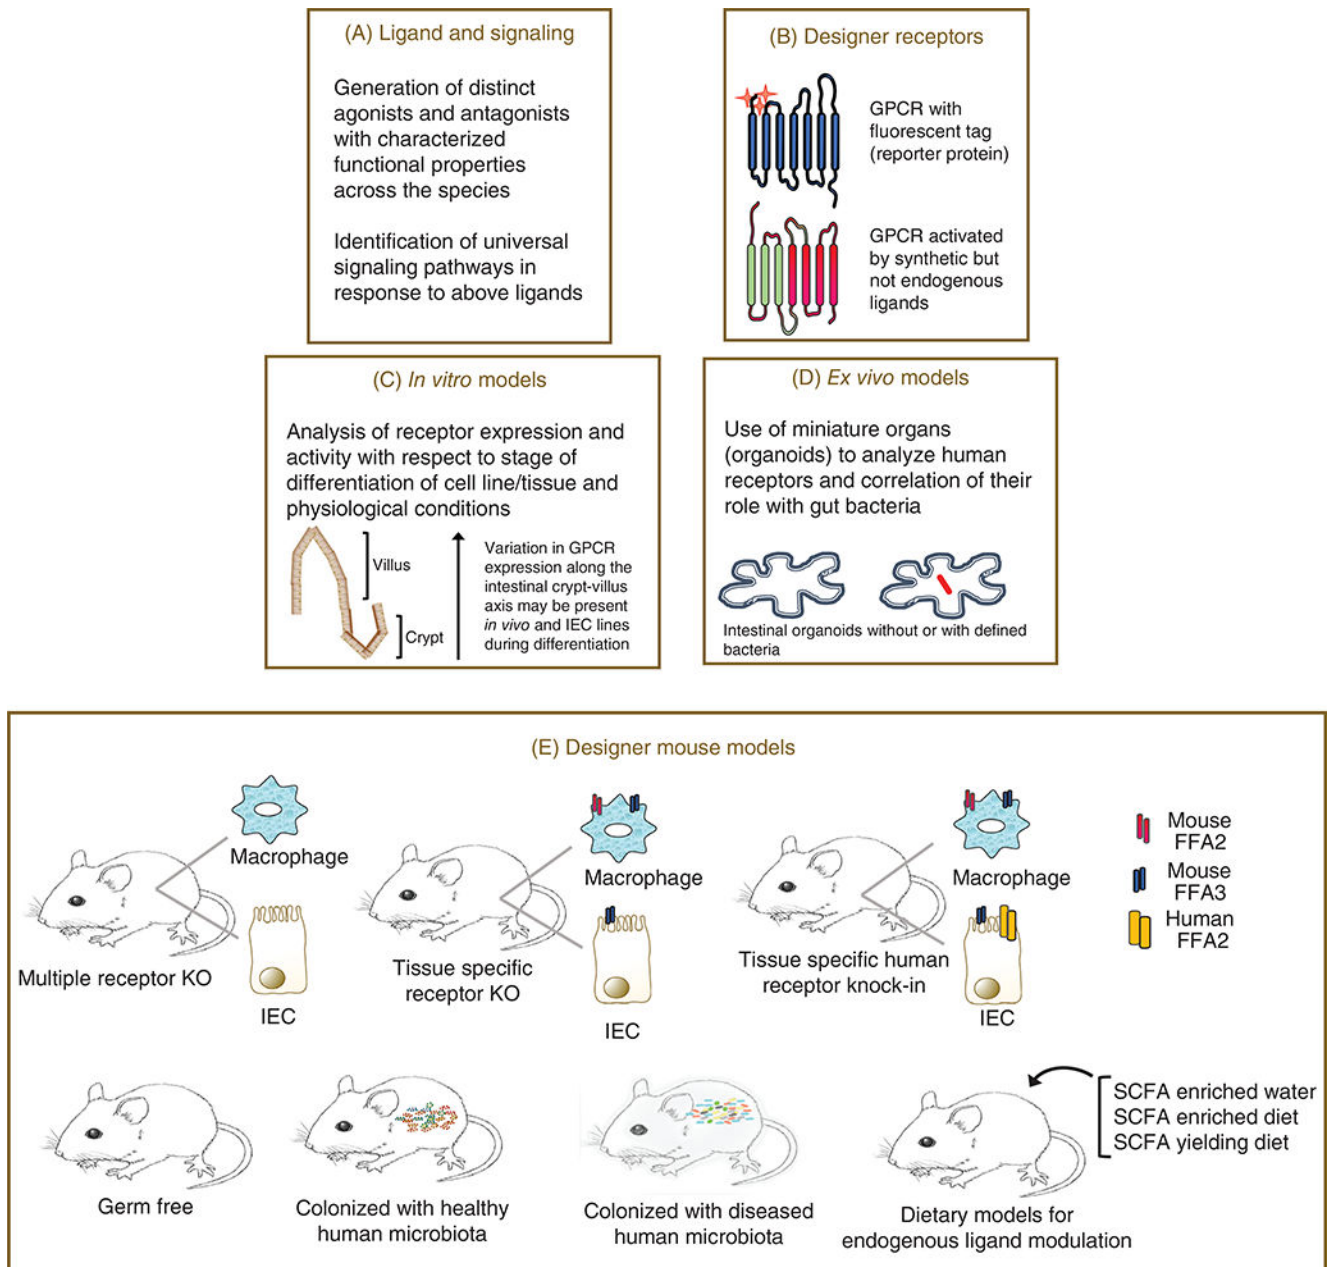 (A) Ligand and signaling
Generation of distinct
agonists and antagonists
with characterized
functional properties
across the species
Identification of universal
signaling pathways in
response to above ligands
(B) Designer receptors
GPCR with
fluorescent tag
(reporter protein)
GPCR activated
by synthetic but
not endogenous
ligands
(C) In vitro models
Analysis of receptor expression and
activity with respect to stage of
differentiation of cell line/tissue and
physiological conditions
Villus
Crypt
Variation in GPCR
expression along the
intestinal crypt-villus
axis may be present
in vivo and IEC lines
during differentiation
(D) Ex vivo models
Use of miniature organs
(organoids) to analyze human
receptors and correlation of their
role with gut bacteria
Intestinal organoids without or with defined
bacteria
(E) Designer mouse models
Macrophage
Multiple receptor KO
IEC
Macrophage
Tissue specific
receptor KO
IEC
Macrophage
Tissue specific human
receptor knock-in
IEC
Mouse
FFA2
Mouse
FFA3
Human
FFA2
Germ free
Colonized with healthy
human microbiota
Colonized with diseased
human microbiota
SCFA enriched water
SCFA enriched diet
SCFA yielding diet
Dietary models for
endogenous ligand modulation